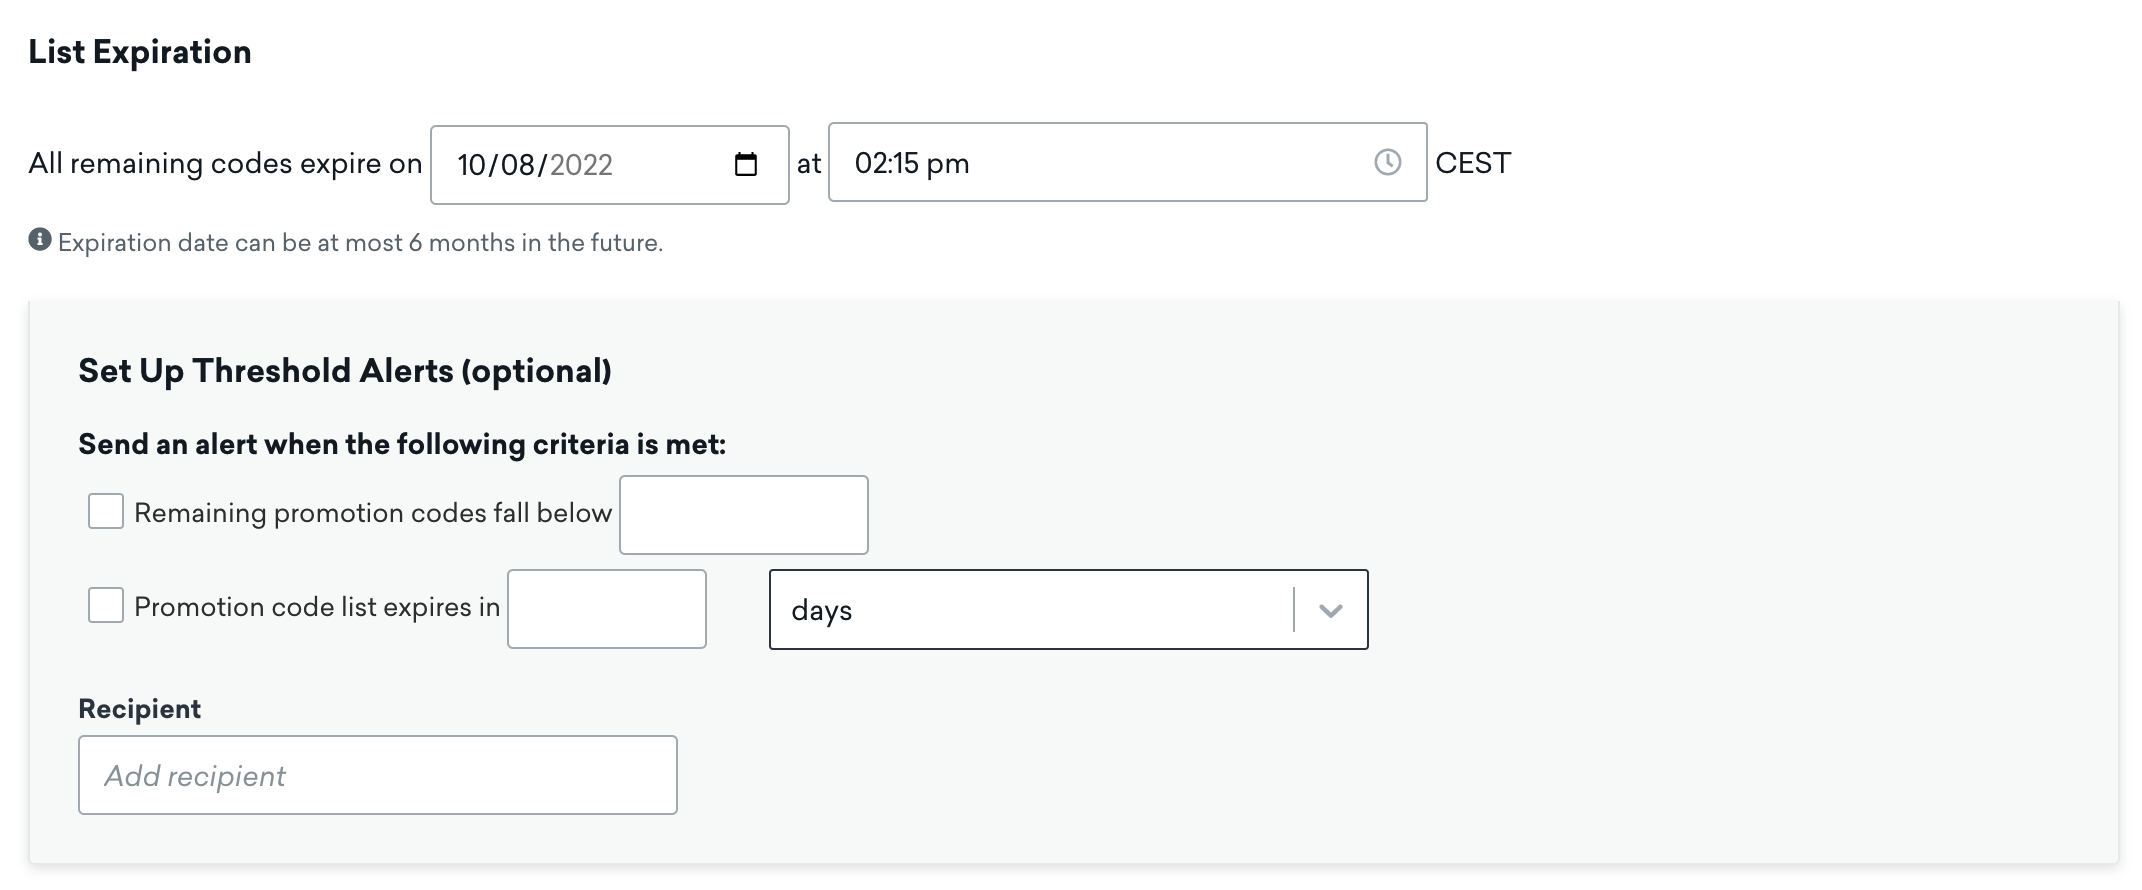 List Expiration
All remaining codes expire on 10/08/2022 at 02:15 pm CEST
Expiration date can be at most 6 months in the future.
Set Up Threshold Alerts (optional)
Send an alert when the following criteria is met:
Remaining promotion codes fall below
Promotion code list expires in days
Recipient
Add recipient